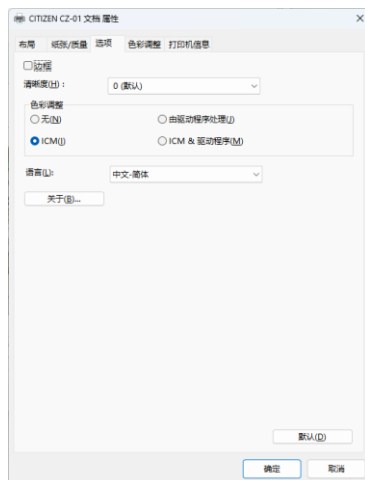 CITIZEN CZ-01 文档 属性
布局 纸张/质量 选项 色彩调整 打印机信息
边框
清晰度(H)： 0 (默认)
色彩调整
无(N) 由驱动程序处理(J)
ICM(I) ICM & 驱动程序(M)
语言(L): 中文-简体
关于(B)...
默认(D)
确定 取消